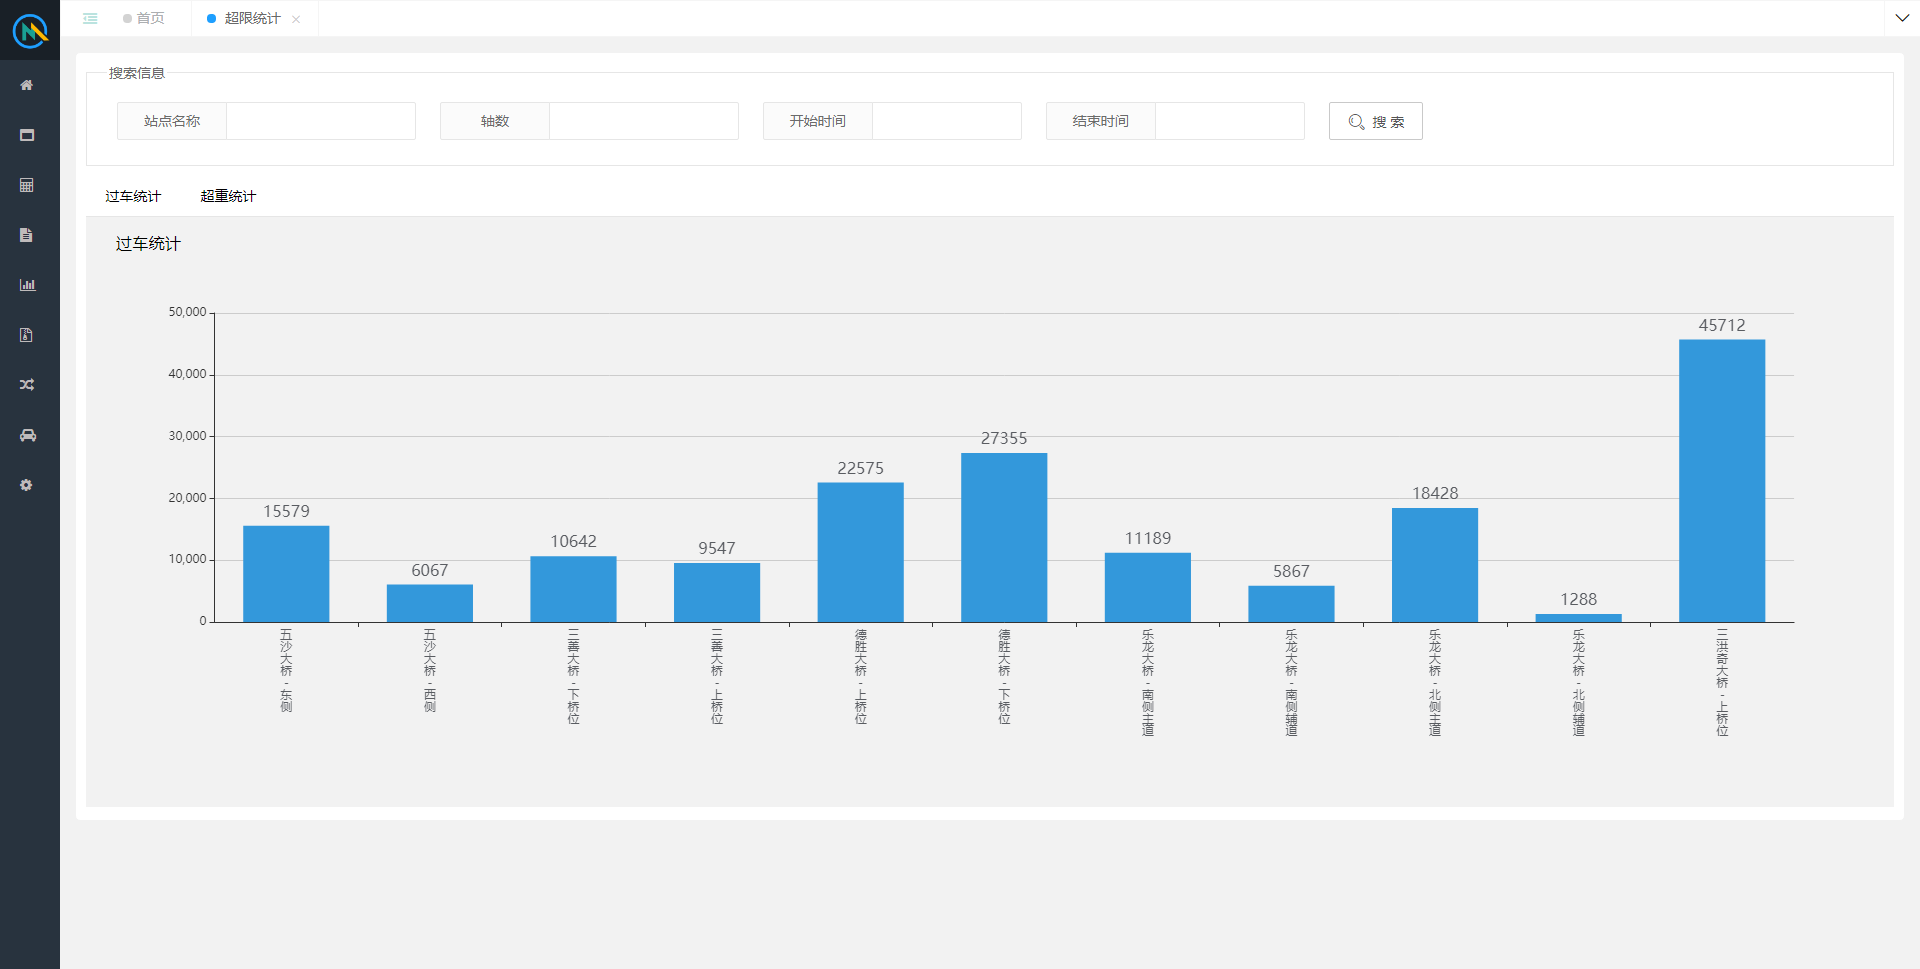 首页 超限统计
搜索信息
站点名称 轴数 开始时间 结束时间 搜 索
过车统计 超重统计
过车统计
50,000
40,000
30,000
20,000
10,000
0
15579
6067
10642
9547
22575
27355
11189
5867
18428
1288
45712
五沙大桥-东侧
五沙大桥-西侧
三善大桥-下桥位
三善大桥-上桥位
德胜大桥-上桥位
德胜大桥-下桥位
乐龙大桥-南侧主道
乐龙大桥-南侧辅道
乐龙大桥-北侧主道
乐龙大桥-北侧辅道
三洪奇大桥-上桥位